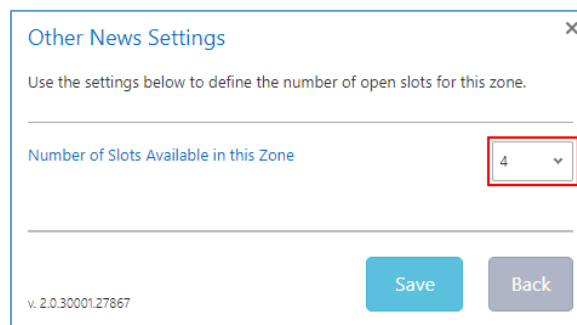 Other News Settings
Use the settings below to define the number of open slots for this zone.
Number of Slots Available in this Zone
4
Save
Back
v. 2.0.30001.27867